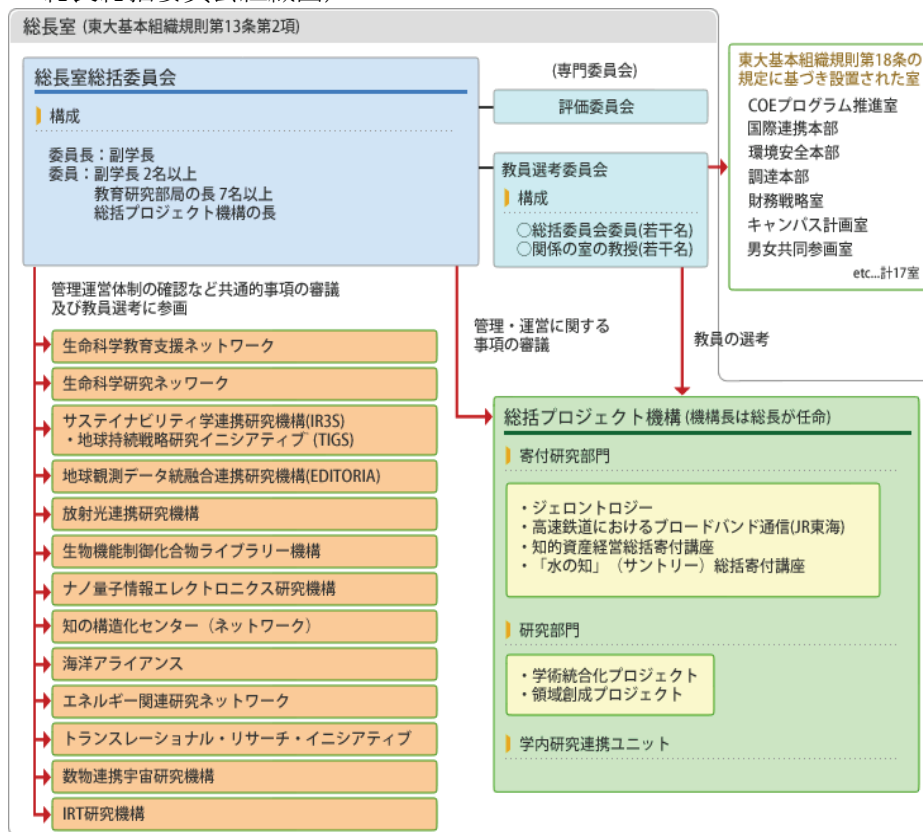 総長室 (東大基本組織規則第13条第2項)
総長室総括委員会
構成
委員長：副学長
委員：副学長 2名以上
教育研究部局の長 7名以上
総括プロジェクト機構の長
(専門委員会)
評価委員会
教員選考委員会
構成
○総括委員会委員(若干名)
○関係の室の教授(若干名)
東大基本組織規則第18条の
規定に基づき設置された室
COEプログラム推進室
国際連携本部
環境安全本部
調達本部
財務戦略室
キャンパス計画室
男女共同参画室
etc...計17室
管理運営体制の確認など共通的事項の審議
及び教員選考に参画
管理・運営に関する
事項の審議
教員の選考
生命科学教育支援ネットワーク
生命科学研究ネッワーク
サステイナビリティ学連携研究機構(IR3S)
・地球持続戦略研究イニシアティブ (TIGS)
地球観測データ統融合連携研究機構(EDITORIA)
放射光連携研究機構
生物機能制御化合物ライブラリー機構
ナノ量子情報エレクトロニクス研究機構
知の構造化センター（ネットワーク）
海洋アライアンス
エネルギー関連研究ネットワーク
トランスレーショナル・リサーチ・イニシアティブ
数物連携宇宙研究機構
IRT研究機構
総括プロジェクト機構 (機構長は総長が任命)
寄付研究部門
・ジェロントロジー
・高速鉄道におけるブロードバンド通信(JR東海)
・知的資産経営総括寄付講座
・「水の知」（サントリー）総括寄付講座
研究部門
・学術統合化プロジェクト
・領域創成プロジェクト
学内研究連携ユニット